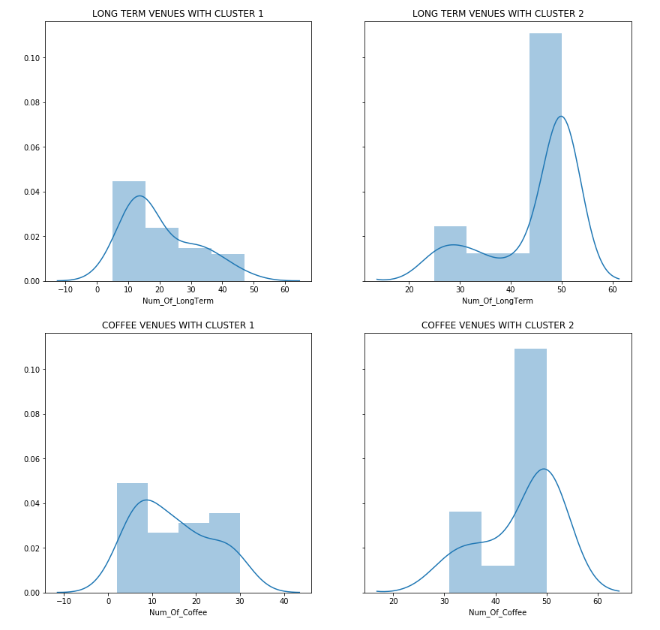 LONG TERM VENUES WITH CLUSTER 1
LONG TERM VENUES WITH CLUSTER 2
0.10
0.08
0.06
0.04
0.02
0.00
−10 0 10 20 30 40 50 60
20 30 40 50 60
Num_Of_LongTerm
Num_Of_LongTerm
COFFEE VENUES WITH CLUSTER 1
COFFEE VENUES WITH CLUSTER 2
0.10
0.08
0.06
0.04
0.02
0.00
−10 0 10 20 30 40
20 30 40 50 60
Num_Of_Coffee
Num_Of_Coffee